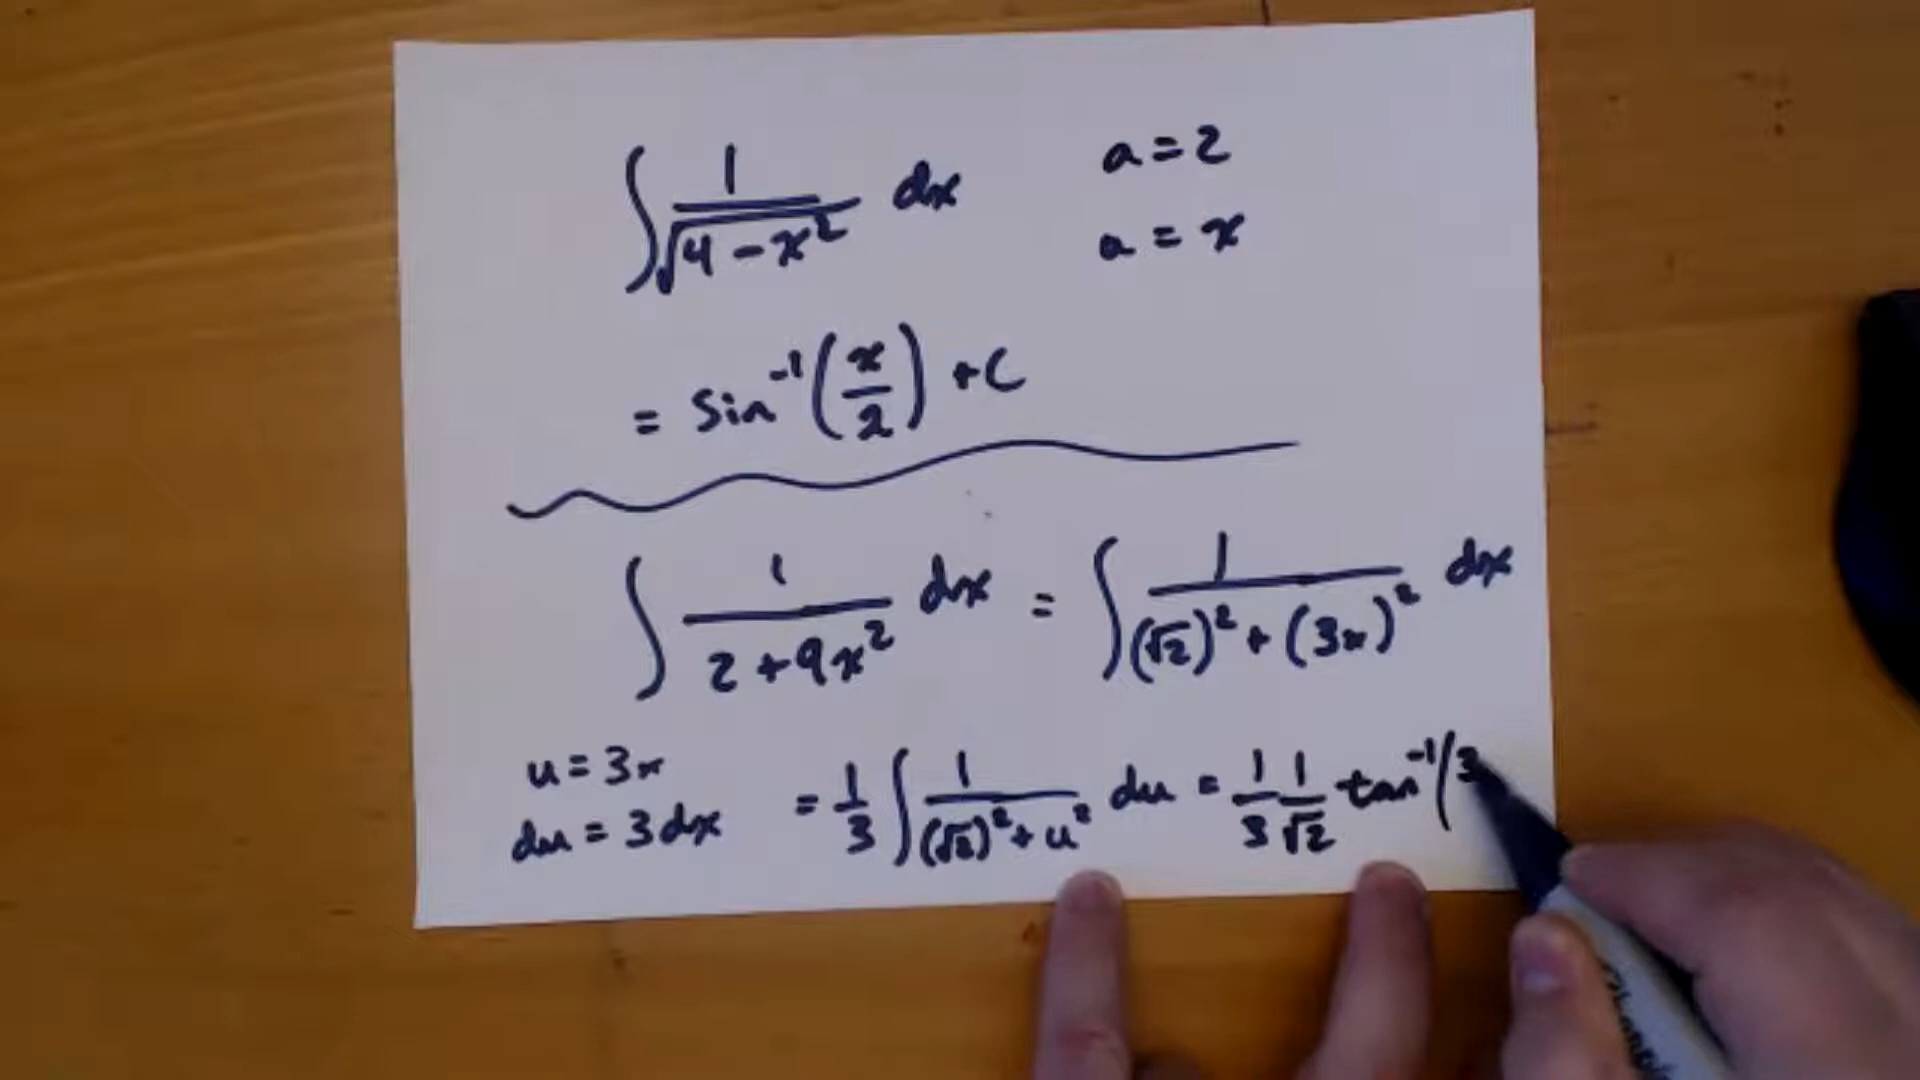 ∫ 1/√(4 - x²) dx
a = 2
a = x
= sin⁻¹(x/2) + C
∫ 1/(2 + 9x²) dx = ∫ 1/((√2)² + (3x)²) dx
u = 3x
du = 3dx
= 1/3 ∫ 1/((√2)² + u²) du = 1/3 1/√2 tan⁻¹(3